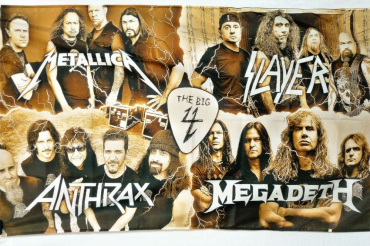 METALLICA
SLAYER
THE BIG
4
ANTHRAX
MEGADETH